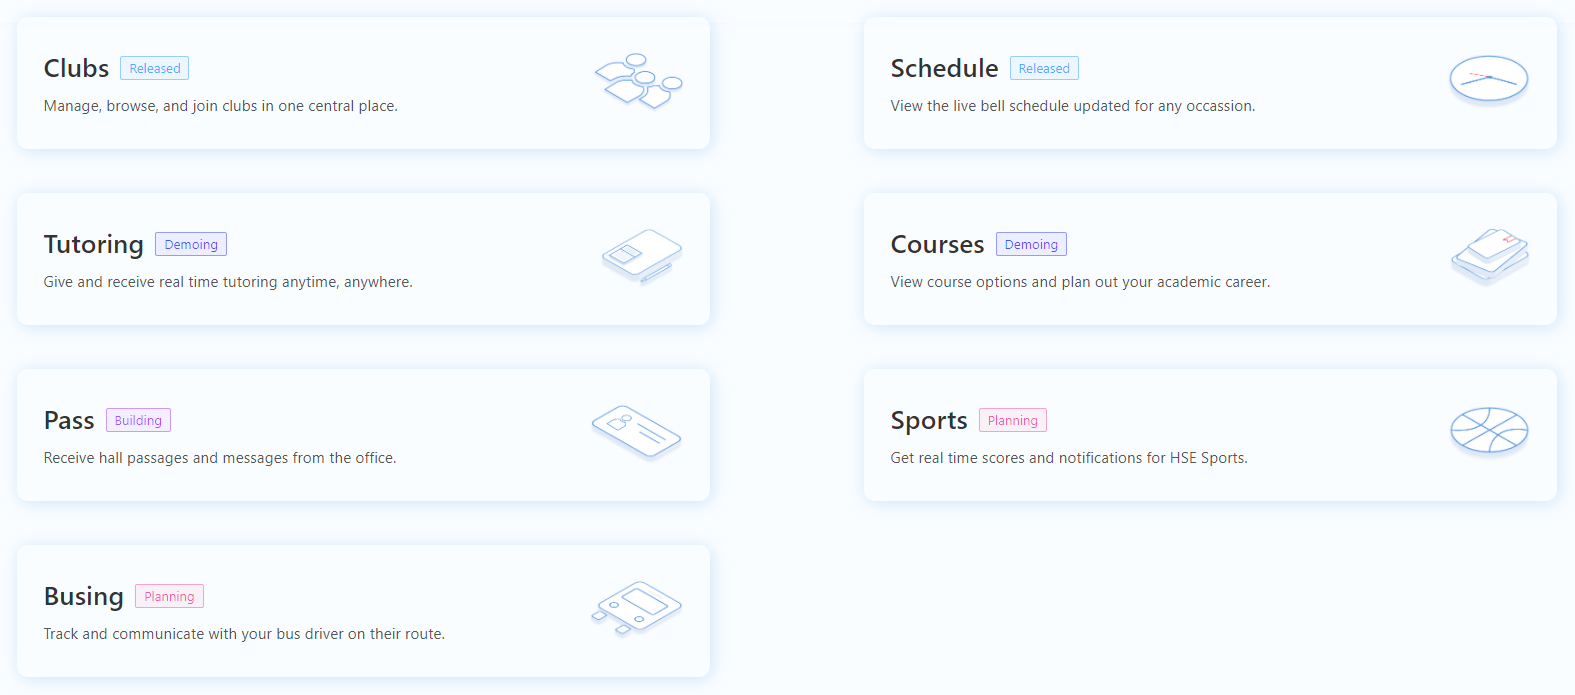 Clubs Released
Manage, browse, and join clubs in one central place.
Schedule Released
View the live bell schedule updated for any occassion.
Tutoring Demoing
Give and receive real time tutoring anytime, anywhere.
Courses Demoing
View course options and plan out your academic career.
Pass Building
Receive hall passages and messages from the office.
Sports Planning
Get real time scores and notifications for HSE Sports.
Busing Planning
Track and communicate with your bus driver on their route.